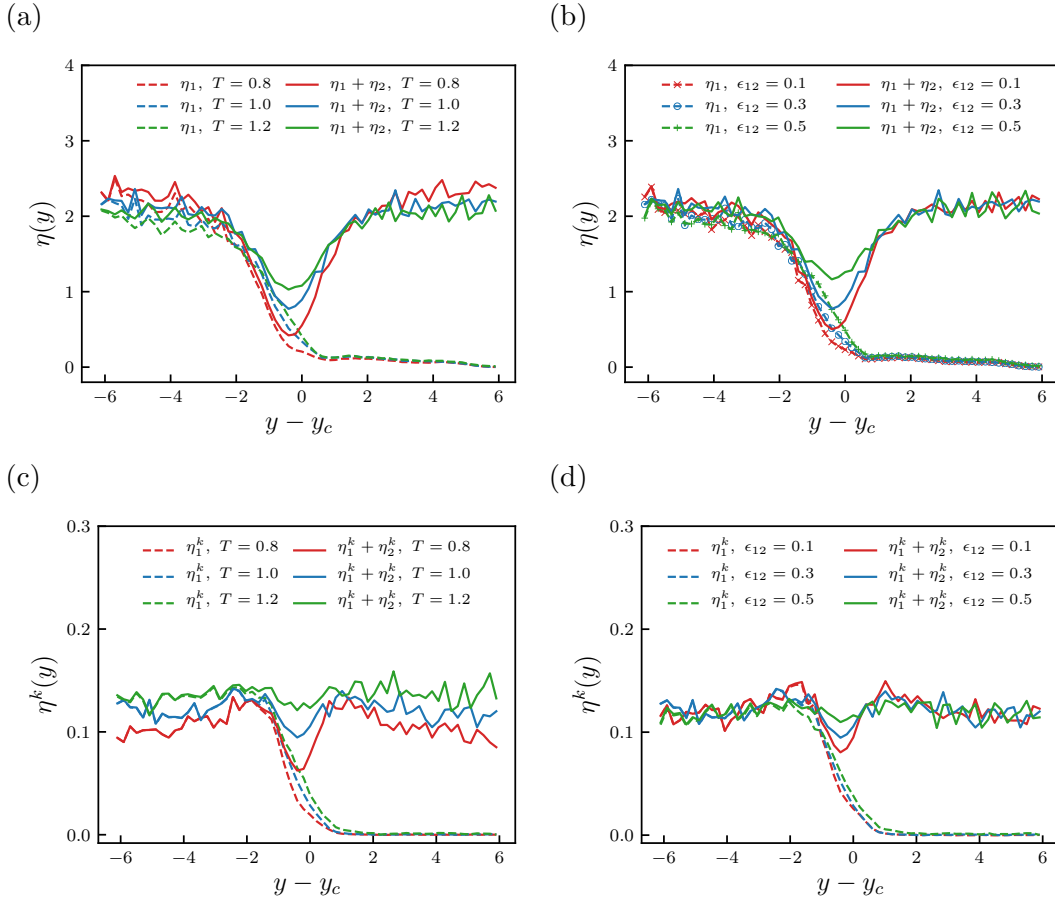 (a)
(b)
η₁, T = 0.8
η₁, T = 1.0
η₁, T = 1.2
η₁ + η₂, T = 0.8
η₁ + η₂, T = 1.0
η₁ + η₂, T = 1.2
4
3
2
1
0
η(y)
−6 −4 −2 0 2 4 6
y − y_c
η₁, ϵ₁₂ = 0.1
η₁, ϵ₁₂ = 0.3
η₁, ϵ₁₂ = 0.5
η₁ + η₂, ϵ₁₂ = 0.1
η₁ + η₂, ϵ₁₂ = 0.3
η₁ + η₂, ϵ₁₂ = 0.5
4
3
2
1
0
η(y)
−6 −4 −2 0 2 4 6
y − y_c
(c)
(d)
η₁ᵏ, T = 0.8
η₁ᵏ, T = 1.0
η₁ᵏ, T = 1.2
η₁ᵏ + η₂ᵏ, T = 0.8
η₁ᵏ + η₂ᵏ, T = 1.0
η₁ᵏ + η₂ᵏ, T = 1.2
0.3
0.2
0.1
0.0
ηᵏ(y)
−6 −4 −2 0 2 4 6
y − y_c
η₁ᵏ, ϵ₁₂ = 0.1
η₁ᵏ, ϵ₁₂ = 0.3
η₁ᵏ, ϵ₁₂ = 0.5
η₁ᵏ + η₂ᵏ, ϵ₁₂ = 0.1
η₁ᵏ + η₂ᵏ, ϵ₁₂ = 0.3
η₁ᵏ + η₂ᵏ, ϵ₁₂ = 0.5
0.3
0.2
0.1
0.0
ηᵏ(y)
−6 −4 −2 0 2 4 6
y − y_c